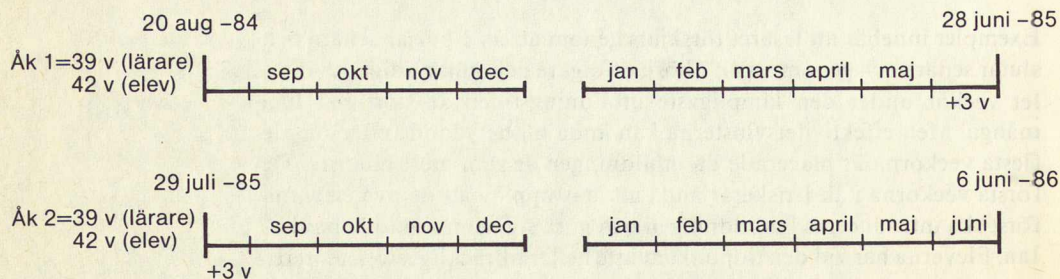 20 aug –84
28 juni –85
Åk 1=39 v (lärare)
42 v (elev)
sep okt nov dec jan feb mars april maj
+3 v
29 juli –85
6 juni –86
Åk 2=39 v (lärare)
42 v (elev)
sep okt nov dec jan feb mars april maj juni
+3 v